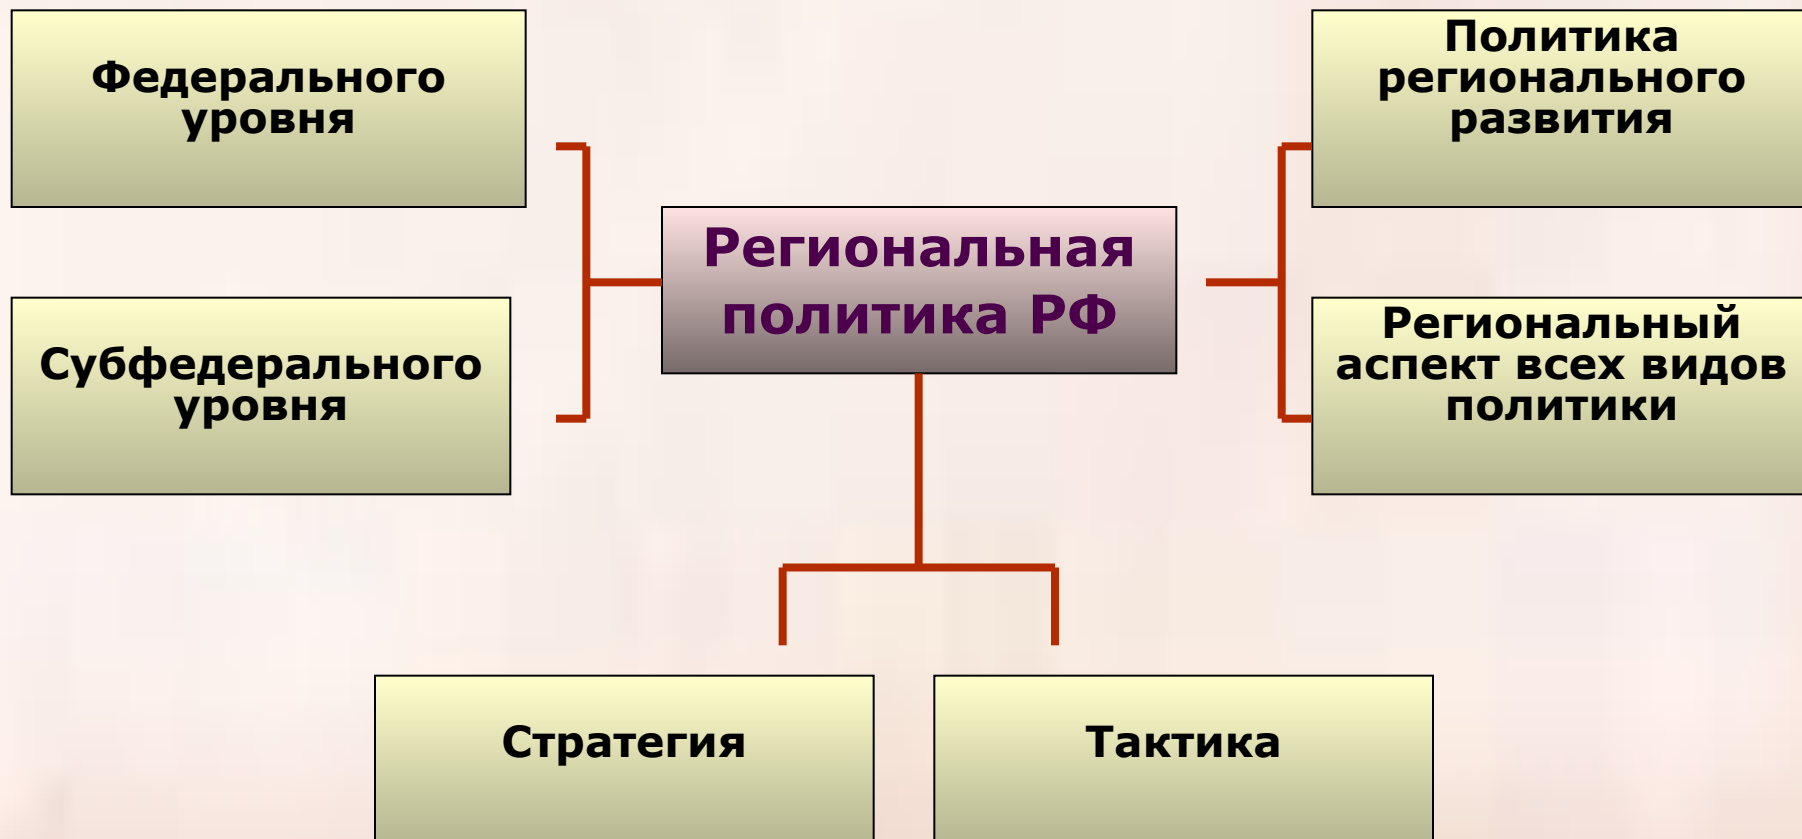 Федерального
уровня
Политика
регионального
развития
Региональная
политика РФ
Субфедерального
уровня
Региональный
аспект всех видов
политики
Стратегия
Тактика